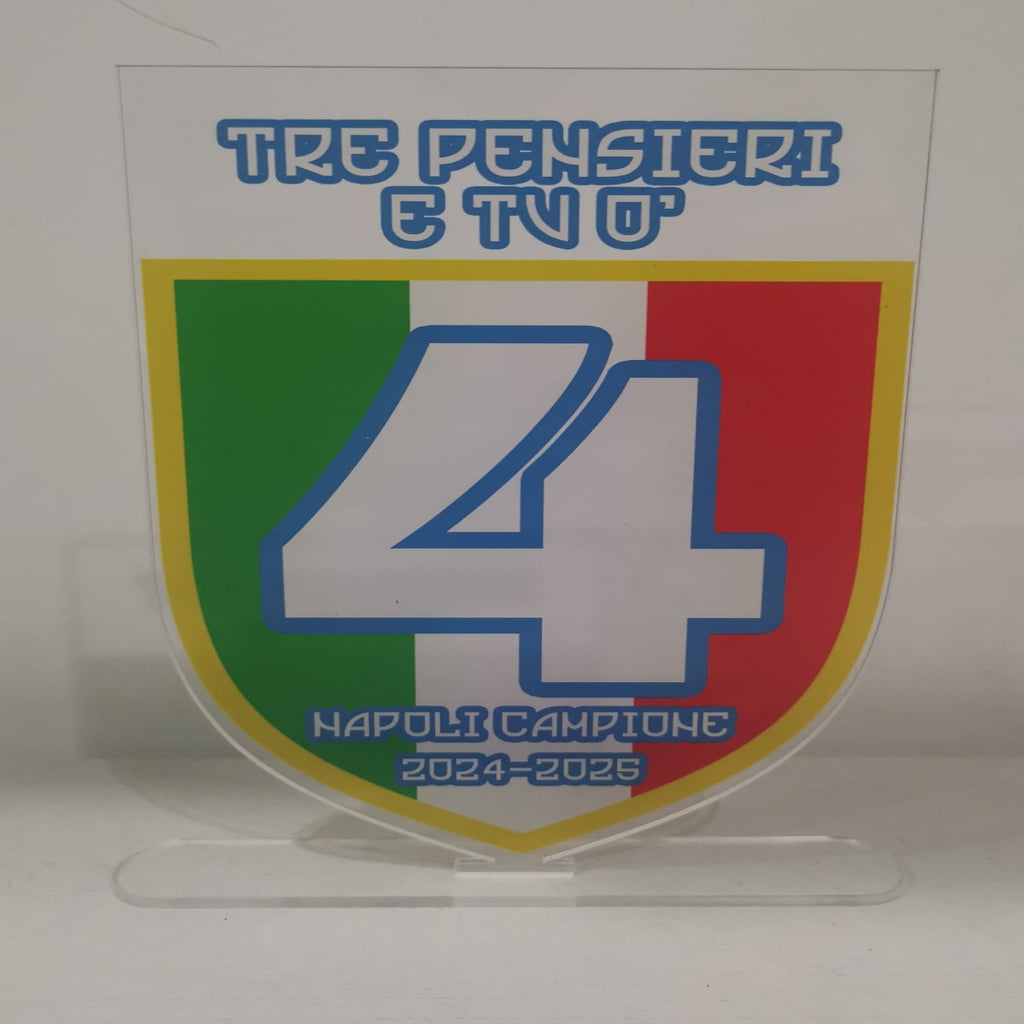 TRE PENSIERI
E TV O'
4
NAPOLI CAMPIONE
2024-2025